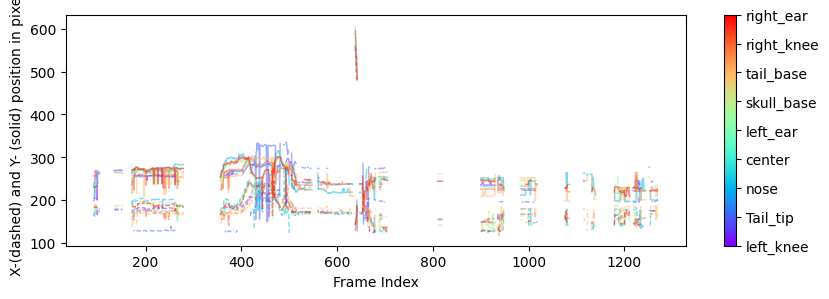 X-(dashed) and Y- (solid) position in pixe
600
500
400
300
200
100
200
400
600
800
1000
1200
Frame Index
right_ear
right_knee
tail_base
skull_base
left_ear
center
nose
Tail_tip
left_knee